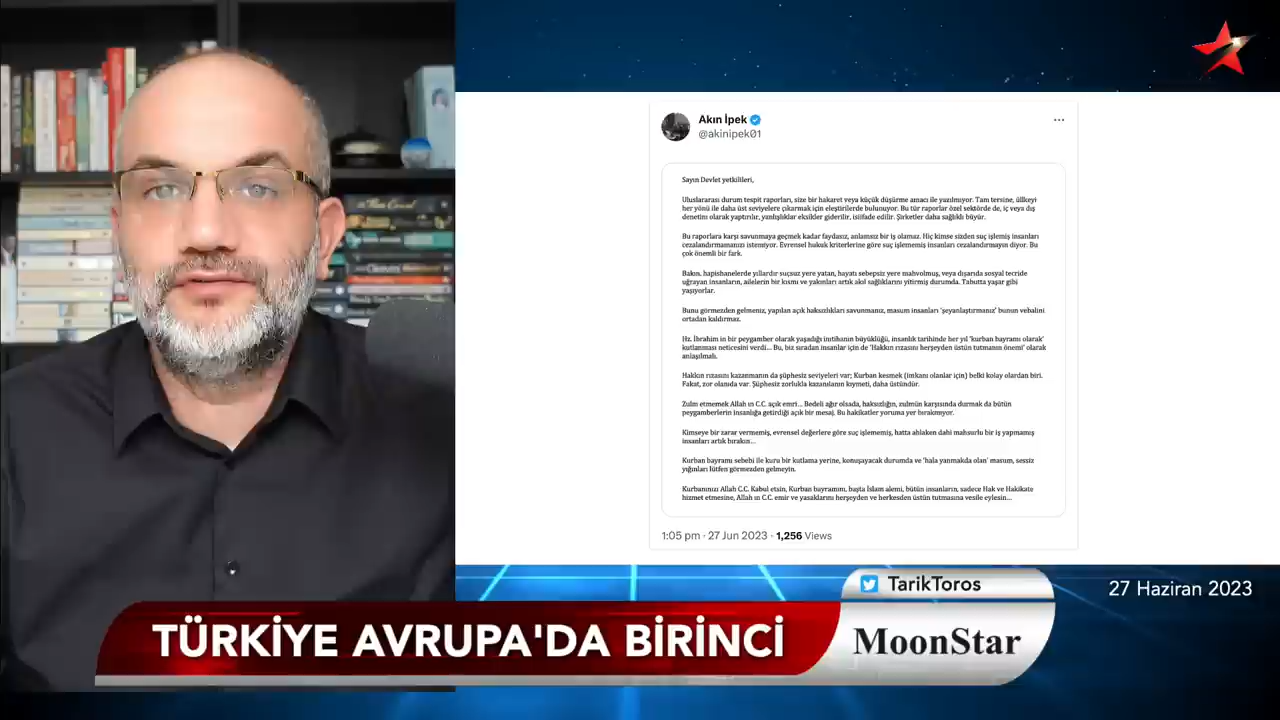 Akın İpek
@akinipek01
Sayın Devlet yetkilileri,
Uluslararası durum tespit raporları, size bir hakaret veya küçük düşürme amacı ile yazılmıyor. Tam tersine, ülkeyi
her yönü ile daha üst seviyelere çıkarmak için eleştirilerde bulunuyor. Bu tür raporlar özel sektörde de, iç veya dış
denetim olarak yaptırılır, yanlışlıklar eksikler giderilir, istifade edilir. Şirketler daha sağlıklı büyür.
Bu raporlara karşı savunmaya geçmek kadar faydasız, anlamsız bir iş olamaz. Hiç kimse sizden suç işlemiş insanları
cezalandırmamanızı istemiyor. Evrensel hukuk kriterlerine göre suç işlememiş insanları cezalandırmayın diyor. Bu
çok önemli bir fark.
Bakın, hapishanelerde yıllardır suçsuz yere yatan, hayatı sebepsiz yere mahvolmuş, veya dışarıda sosyal tecride
uğrayan insanların, ailelerin bir kısmı ve yakınları artık akıl sağlıklarını yitirmiş durumda. Tabutta yaşar gibi
yaşıyorlar.
Bunu görmezden gelmeniz, yapılan açık haksızlıkları savunmanız, masum insanları 'şeyanlaştırmanız' bunun vebalini
ortadan kaldırmaz.
Hz. İbrahim in bir peygamber olarak yaşadığı imtihanın büyüklüğü, insanlık tarihinde her yıl 'kurban bayramı olarak'
kutlanması neticesini verdi... Bu, biz sıradan insanlar için de 'Hakkın rızasını herşeyden üstün tutmanın önemi' olarak
anlaşılmalı.
Hakkın rızasını kazanmanın da şüphesiz seviyeleri var; Kurban kesmek (imkanı olanlar için) belki kolay olardan biri.
Fakat, zor olanıda var. Şüphesiz zorlukla kazanılanın kıymeti, daha üstündür.
Zulm etmemek Allah ın C.C. açık emri... Bedeli ağır olsada, haksızlığın, zulmün karşısında durmak da bütün
peygamberlerin insanlığa getirdiği açık bir mesaj. Bu hakikatler yoruma yer bırakmıyor.
Kimseye bir zarar vermemiş, evrensel değerlere göre suç işlememiş, hatta ahlaken dahi mahsurlu bir iş yapmamış
insanları artık bırakın...
Kurban bayramı sebebi ile kuru bir kutlama yerine, konuşayacak durumda ve 'hala yanmakda olan' masum, sessiz
yığınları lütfen görmezden gelmeyin.
Kurbanınızı Allah C.C. Kabul etsin, Kurban bayramını, başta İslam alemi, bütün insanların, sadece Hak ve Hakikate
hizmet etmesine, Allah ın C.C. emir ve yasaklarını herşeyden ve herkesden üstün tutmasına vesile eylesin...
1:05 pm · 27 Jun 2023 · 1,256 Views
TarikToros
27 Haziran 2023
TÜRKİYE AVRUPA'DA BİRİNCİ
MoonStar